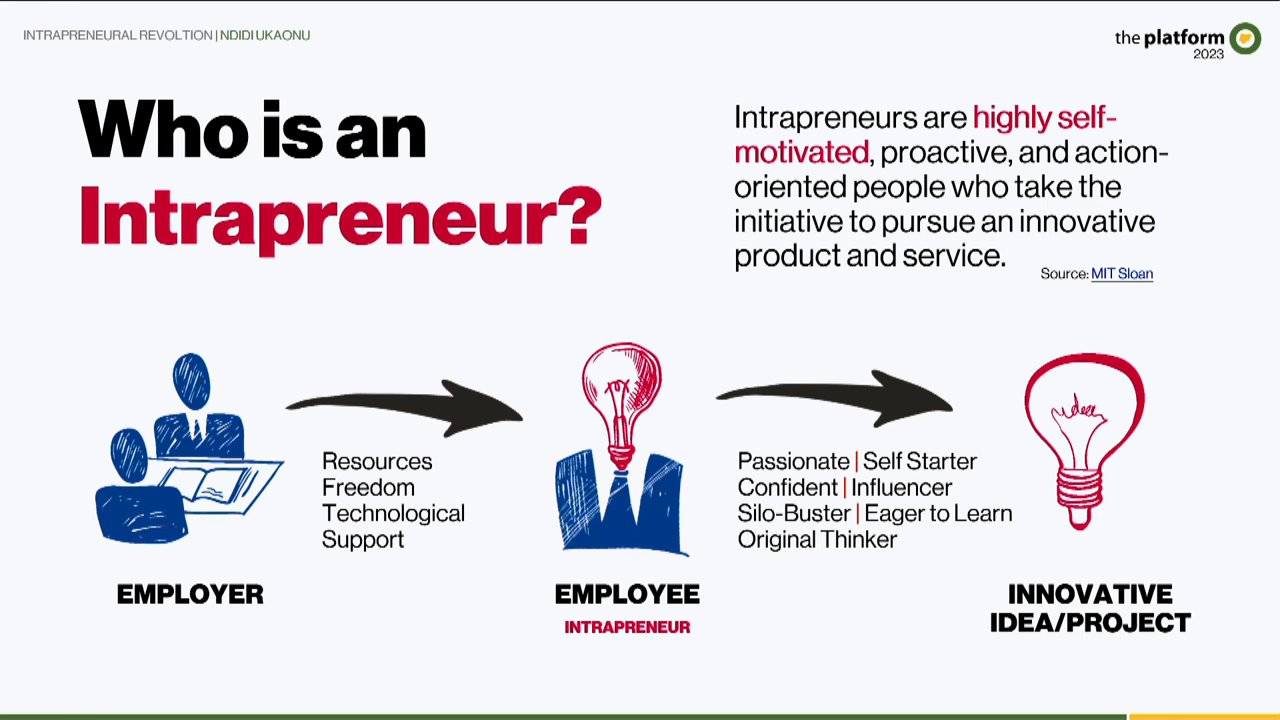 INTRAPRENEURAL REVOLTION | NDIDI UKAONU
the platform
2023
Who is an
Intrapreneur?
Intrapreneurs are highly self-
motivated, proactive, and action-
oriented people who take the
initiative to pursue an innovative
product and service.
Source: MIT Sloan
Resources
Freedom
Technological
Support
Passionate | Self Starter
Confident | Influencer
Silo-Buster | Eager to Learn
Original Thinker
idea
EMPLOYER
EMPLOYEE
INTRAPRENEUR
INNOVATIVE
IDEA/PROJECT